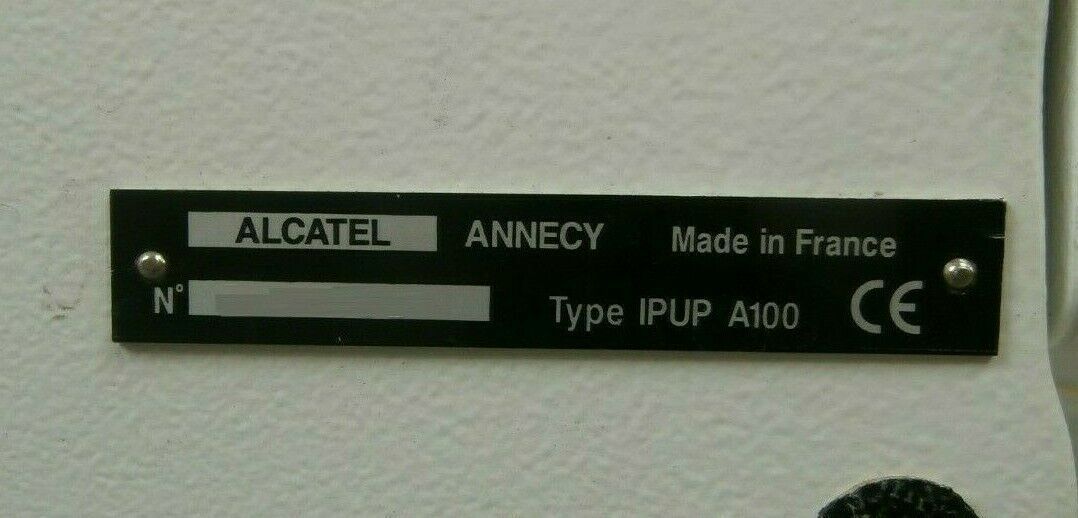 ALCATEL ANNECY Made in France
N° Type IPUP A100 CE